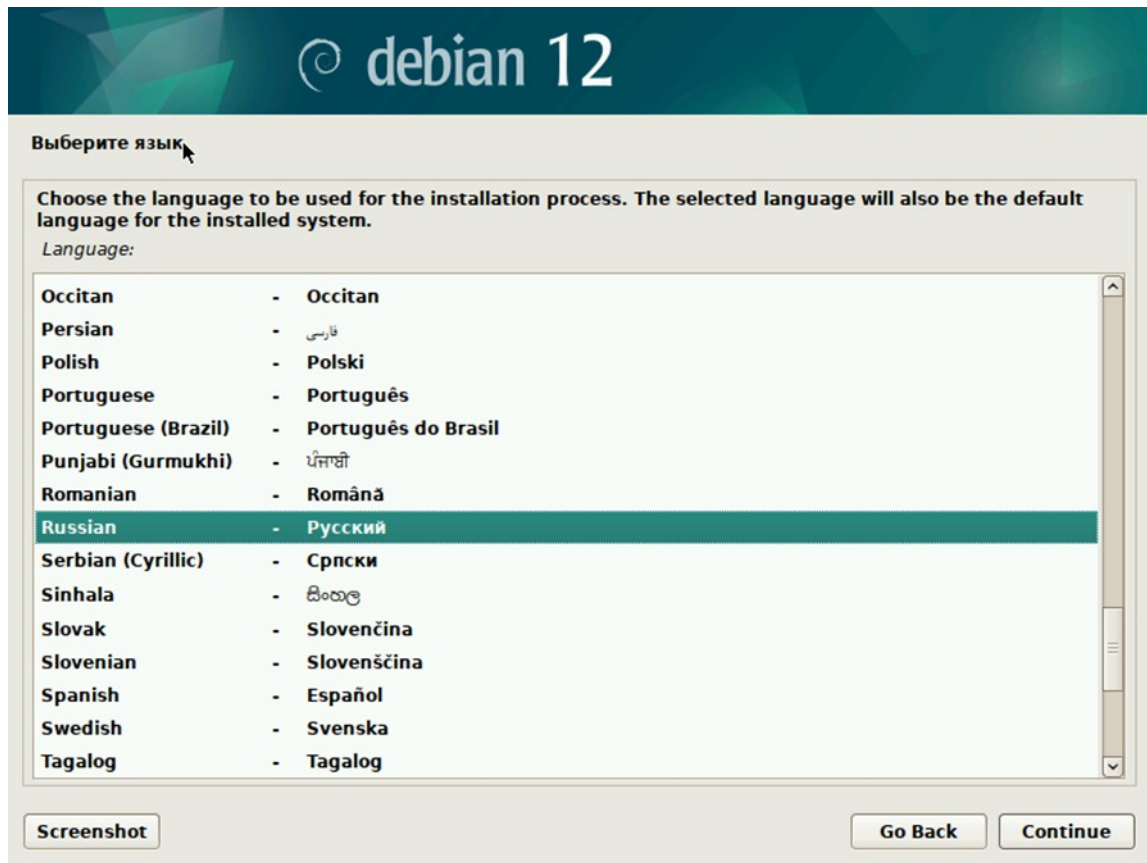 debian 12
Выберите язык
Choose the language to be used for the installation process. The selected language will also be the default
language for the installed system.
Language:
Occitan - Occitan
Persian - فارسی
Polish - Polski
Portuguese - Português
Portuguese (Brazil) - Português do Brasil
Punjabi (Gurmukhi) - ਪੰਜਾਬੀ
Romanian - Română
Russian - Русский
Serbian (Cyrillic) - Српски
Sinhala - සිංහල
Slovak - Slovenčina
Slovenian - Slovenščina
Spanish - Español
Swedish - Svenska
Tagalog - Tagalog
Screenshot Go Back Continue